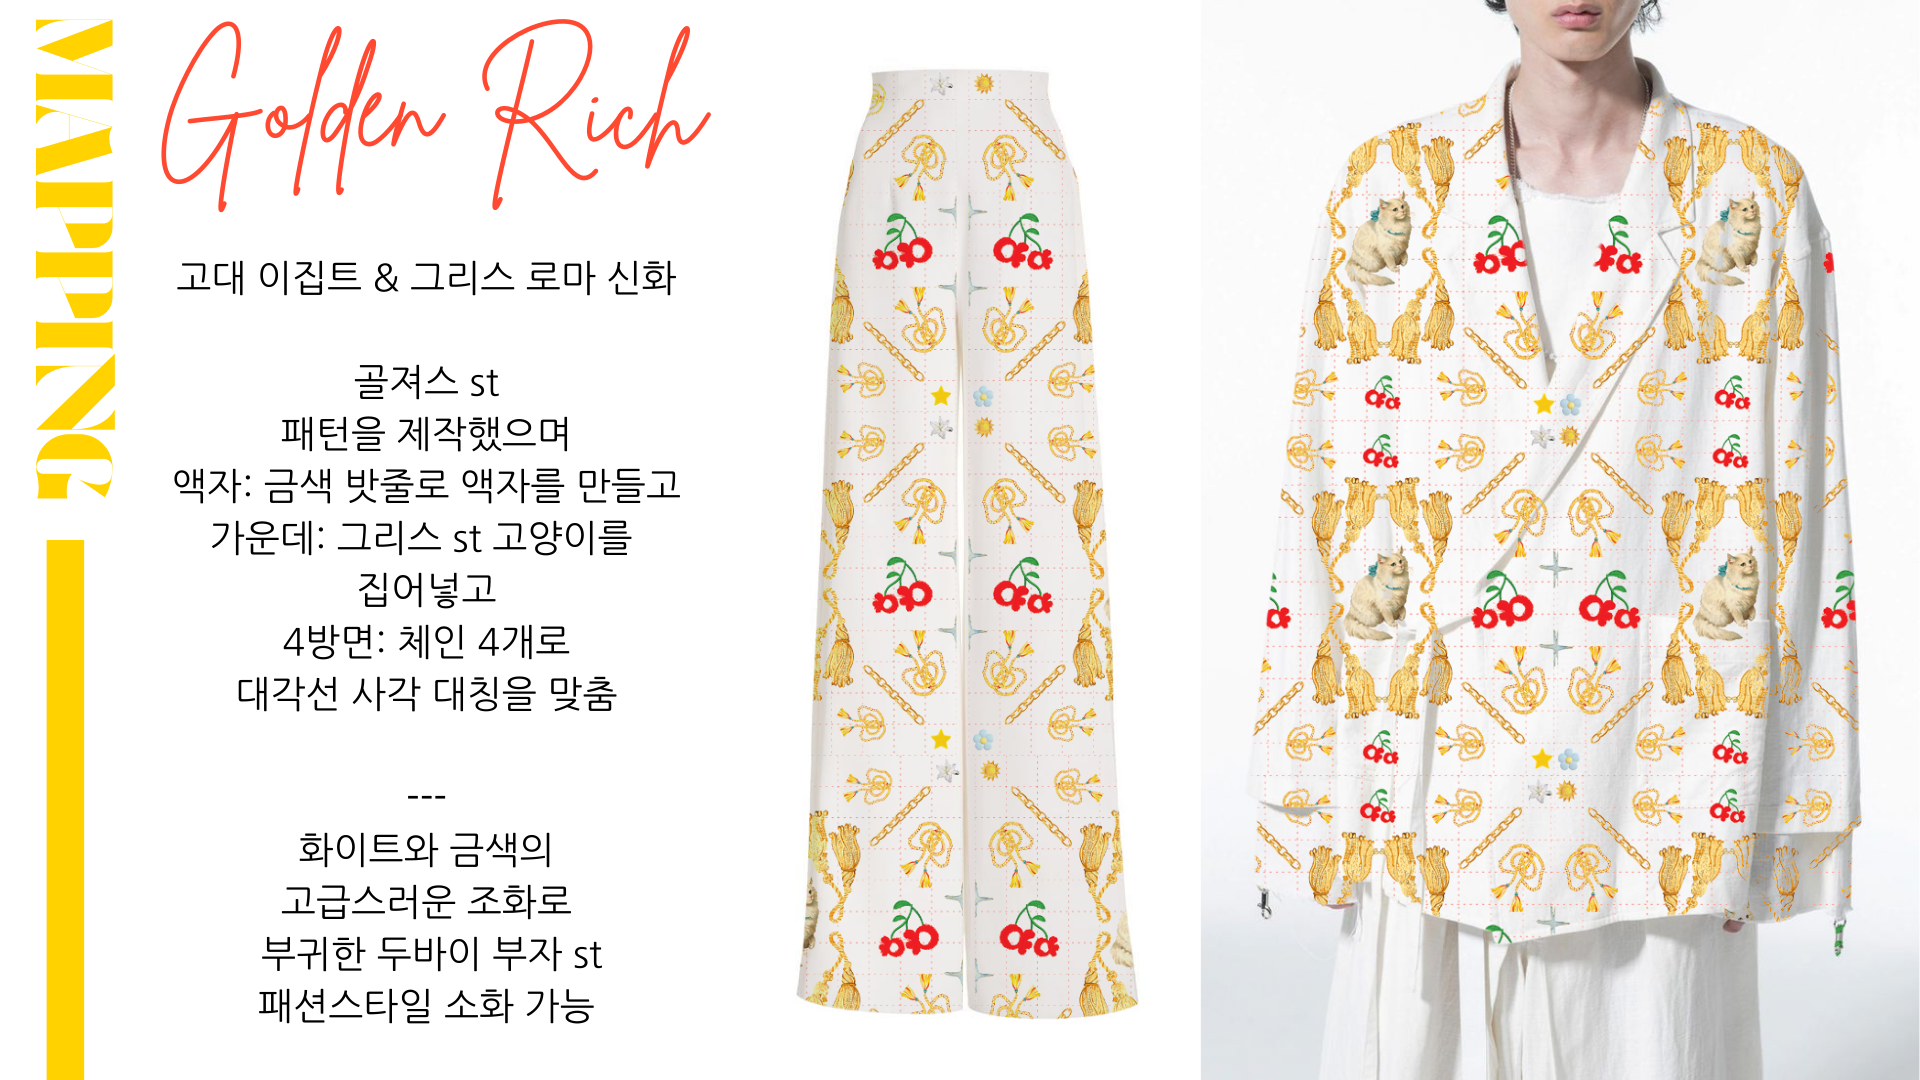 MAPPING
Golden Rich
고대 이집트 & 그리스 로마 신화
골져스 st
패턴을 제작했으며
액자: 금색 밧줄로 액자를 만들고
가운데: 그리스 st 고양이를
집어넣고
4방면: 체인 4개로
대각선 사각 대칭을 맞춤
---
화이트와 금색의
고급스러운 조화로
부귀한 두바이 부자 st
패션스타일 소화 가능